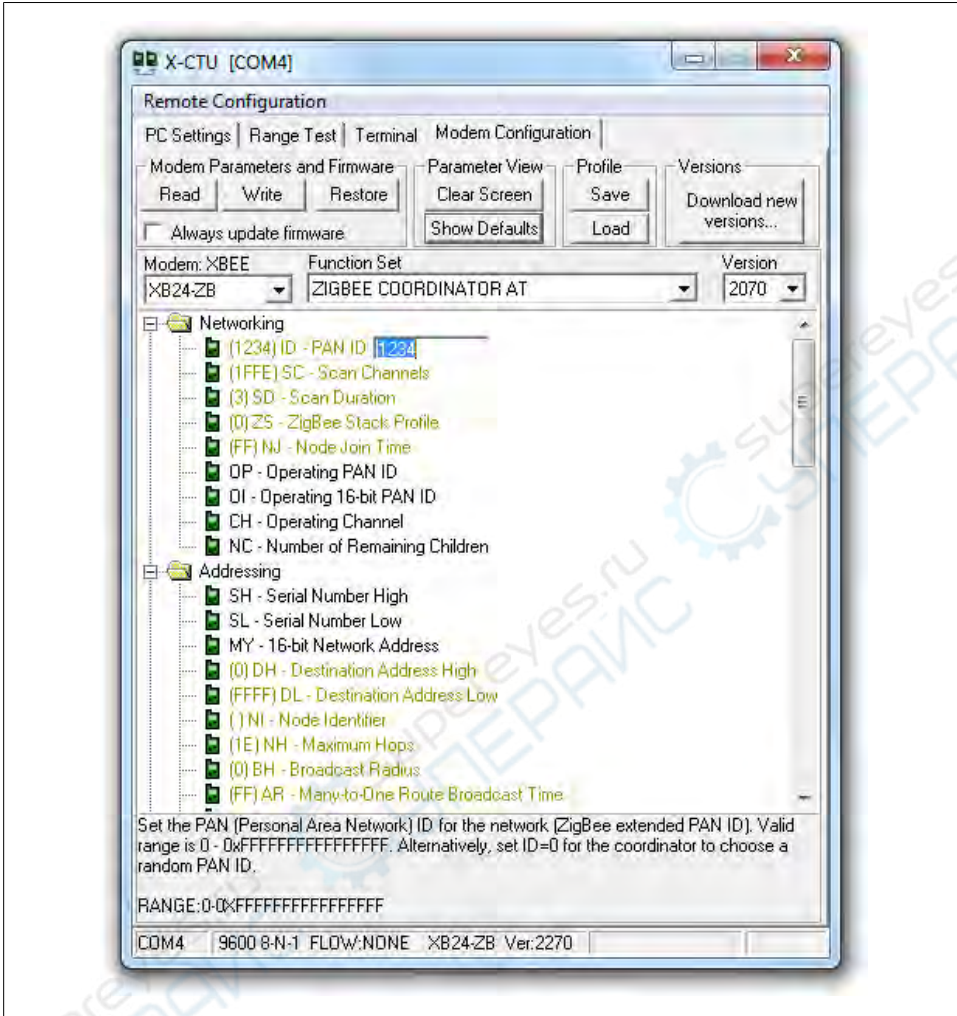 X-CTU [COM4]
Remote Configuration
PC Settings Range Test Terminal Modem Configuration
Modem Parameters and Firmware Parameter View Profile Versions
Read Write Restore Clear Screen Save Download new versions...
Always update firmware Show Defaults Load
Modem: XBEE Function Set Version
XB24-ZB ZIGBEE COORDINATOR AT 2070
Networking
(1234) ID - PAN ID 1234
(1FFE) SC - Scan Channels
(3) SD - Scan Duration
(0) ZS - ZigBee Stack Profile
(FF) NJ - Node Join Time
OP - Operating PAN ID
OI - Operating 16-bit PAN ID
CH - Operating Channel
NC - Number of Remaining Children
Addressing
SH - Serial Number High
SL - Serial Number Low
MY - 16-bit Network Address
(0) DH - Destination Address High
(FFFF) DL - Destination Address Low
( ) NI - Node Identifier
(1E) NH - Maximum Hops
(0) BH - Broadcast Radius
(FF) AR - Many-to-One Route Broadcast Time
Set the PAN (Personal Area Network) ID for the network (ZigBee extended PAN ID). Valid
range is 0 - 0xFFFFFFFFFFFFFFFF. Alternatively, set ID=0 for the coordinator to choose a
random PAN ID.
RANGE:0-0XFFFFFFFFFFFFFFFF
COM4 9600 8-N-1 FLOW:NONE XB24-ZB Ver:2270
supereyes.ru
СУПЕРАЙС